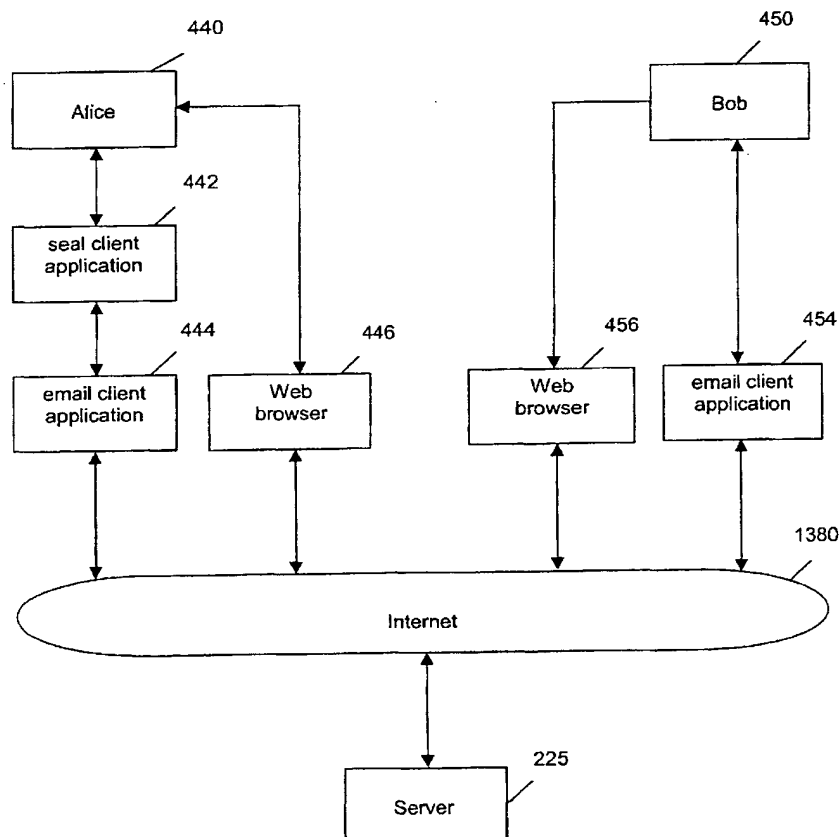 440
450
Alice
Bob
442
seal client
application
444
446
456
454
email client
application
Web
browser
Web
browser
email client
application
1380
Internet
225
Server